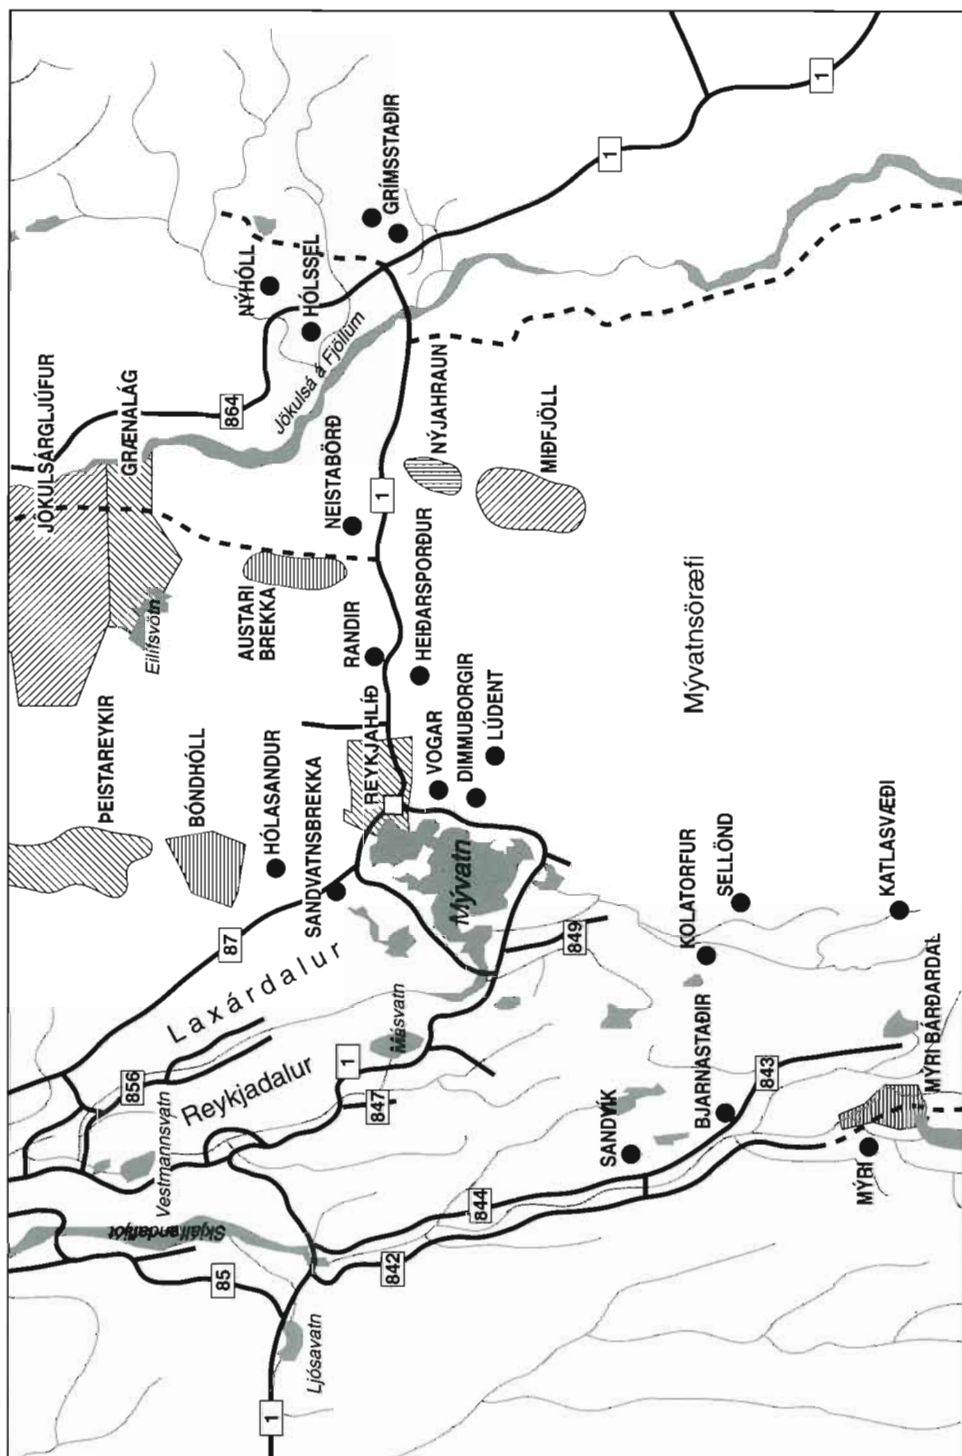 JÖKULSÁRGLJÚFUR
ÞEISTAREYKIR
GRÆNALÁG
856
Eilífsvötn
Vestmannsvatn
Skjálfandafljót
Laxárdalur
Reykjadalur
BÓNDHÓLL
85
87
864
NÝHÓLL
AUSTARI
BREKKA
HÓLASANDUR
1
HÓLSSEL
SANDVATNSBREKKA
Jökulsá á Fjöllum
Ljósavatn
NEISTABÖRÐ
1
RANDIR
REYKJAHLÍÐ
847
1
GRÍMSSTAÐIR
842
Másvatn
HEIÐARSPORÐUR
VOGAR
NÝJAHRAUN
Mývatn
DIMMUBORGIR
844
LÚDENT
MIÐFJÖLL
849
1
SANDVÍK
KOLATORFUR
Mývatnsöræfi
BJARNASTAÐIR
SELLÖND
843
1
MÝRI
KATLASVÆÐI
MÝRI BÁRÐARDAL